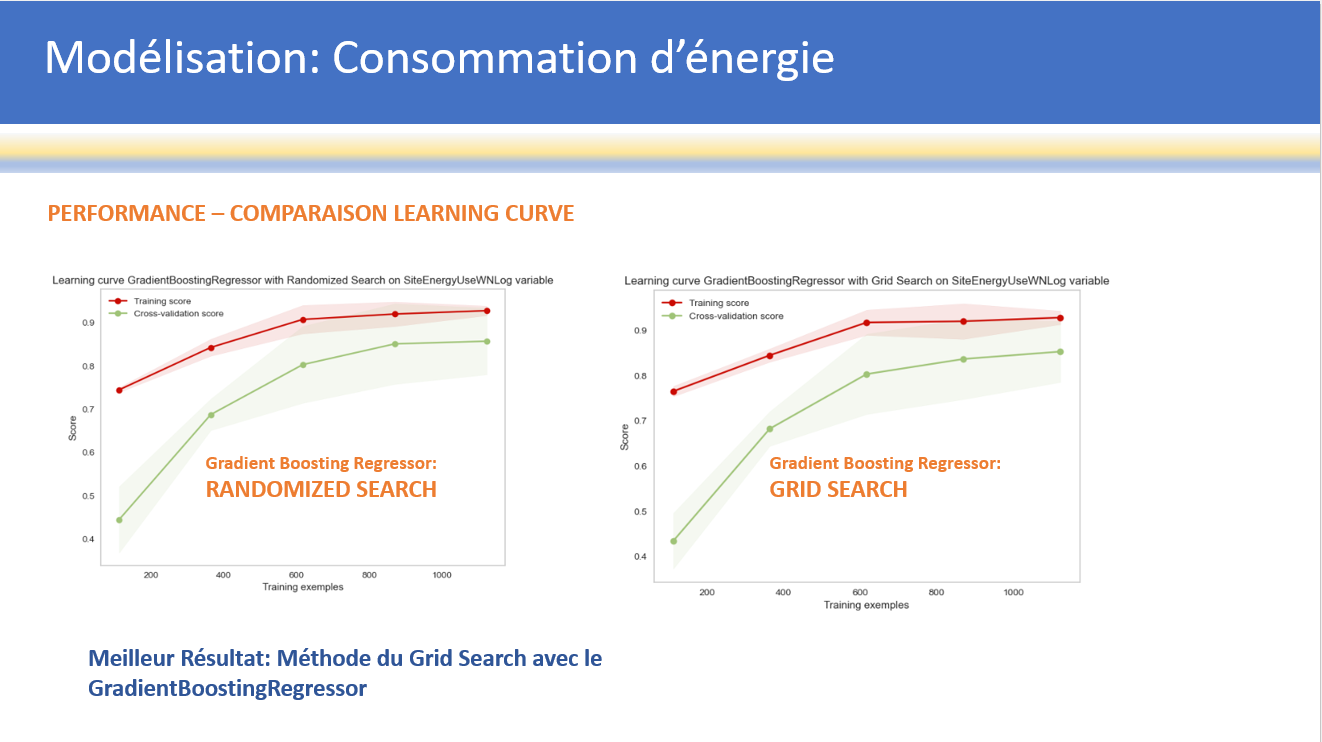 Modélisation: Consommation d’énergie
PERFORMANCE – COMPARAISON LEARNING CURVE
Learning curve GradientBoostingRegressor with Randomized Search on SiteEnergyUseWNLog variable
Training score
Cross-validation score
0.9
0.8
0.7
0.6
0.5
0.4
Score
200 400 600 800 1000
Training exemples
Gradient Boosting Regressor:
RANDOMIZED SEARCH
Learning curve GradientBoostingRegressor with Grid Search on SiteEnergyUseWNLog variable
Training score
Cross-validation score
0.9
0.8
0.7
0.6
0.5
0.4
Score
200 400 600 800 1000
Training exemples
Gradient Boosting Regressor:
GRID SEARCH
Meilleur Résultat: Méthode du Grid Search avec le
GradientBoostingRegressor